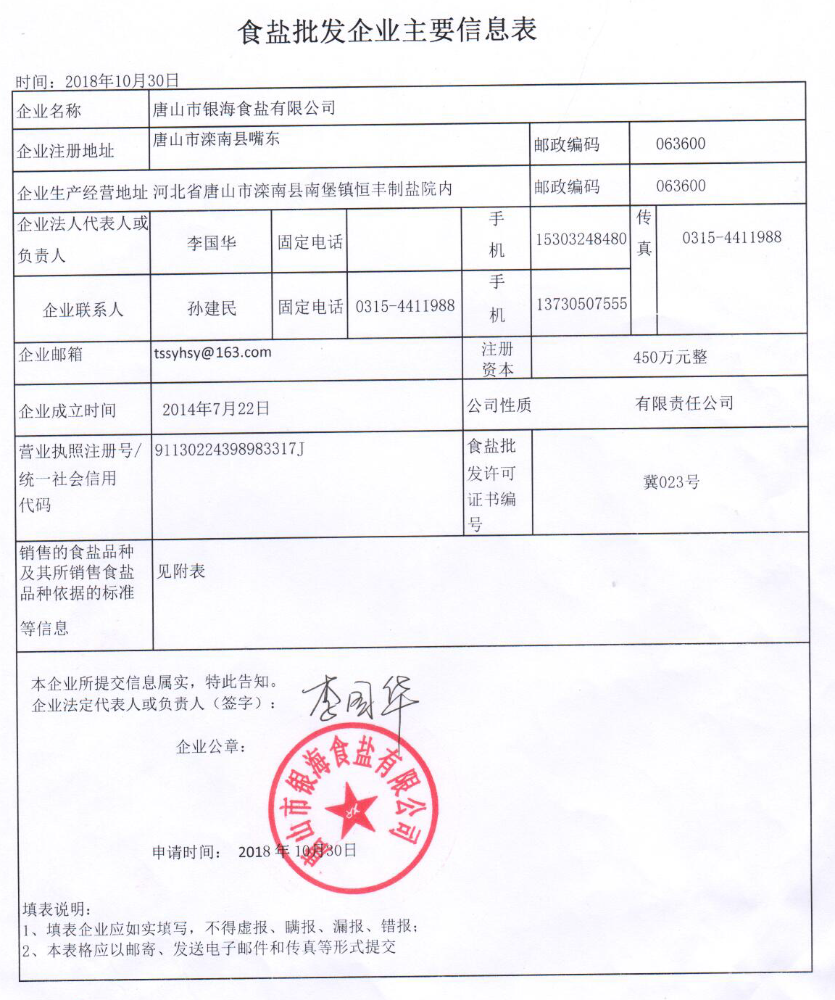 食盐批发企业主要信息表
时间：2018年10月30日
企业名称 唐山市银海食盐有限公司
企业注册地址 唐山市滦南县嘴东 邮政编码 063600
企业生产经营地址 河北省唐山市滦南县南堡镇恒丰制盐院内 邮政编码 063600
企业法人代表人或
负责人 李国华 固定电话 手机 15303248480 传真 0315-4411988
企业联系人 孙建民 固定电话 0315-4411988 手机 13730507555
企业邮箱 tssyhsy@163.com 注册
资本 450万元整
企业成立时间 2014年7月22日 公司性质 有限责任公司
营业执照注册号/
统一社会信用
代码 91130224398983317J
食盐批
发许可
证书编
号 冀023号
销售的食盐品种
及其所销售食盐
品种依据的标准
等信息 见附表
本企业所提交信息属实，特此告知。
企业法定代表人或负责人（签字）： 李国华
企业公章：
唐山市银海食盐有限公司
申请时间： 2018 年 10月30日
填表说明：
1、填表企业应如实填写，不得虚报、瞒报、漏报、错报；
2、本表格应以邮寄、发送电子邮件和传真等形式提交